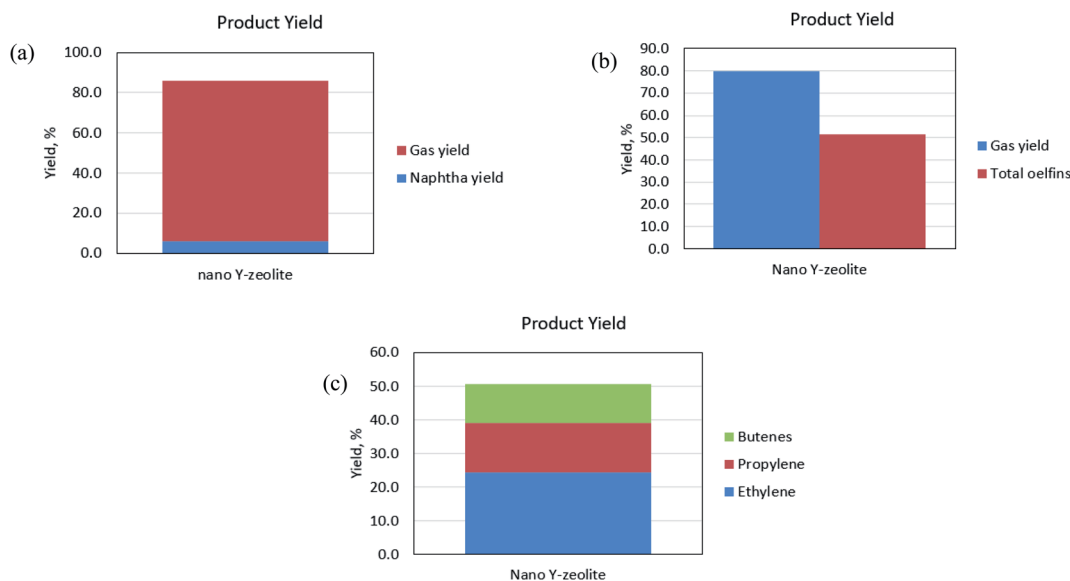 Product Yield
(a)
100.0
80.0
60.0
40.0
20.0
0.0
Yield, %
nano Y-zeolite
Gas yield
Naphtha yield
Product Yield
(b)
90.0
80.0
70.0
60.0
50.0
40.0
30.0
20.0
10.0
0.0
Yield, %
Nano Y-zeolite
Gas yield
Total oelfins
Product Yield
(c)
60.0
50.0
40.0
30.0
20.0
10.0
0.0
Yield, %
Nano Y-zeolite
Butenes
Propylene
Ethylene